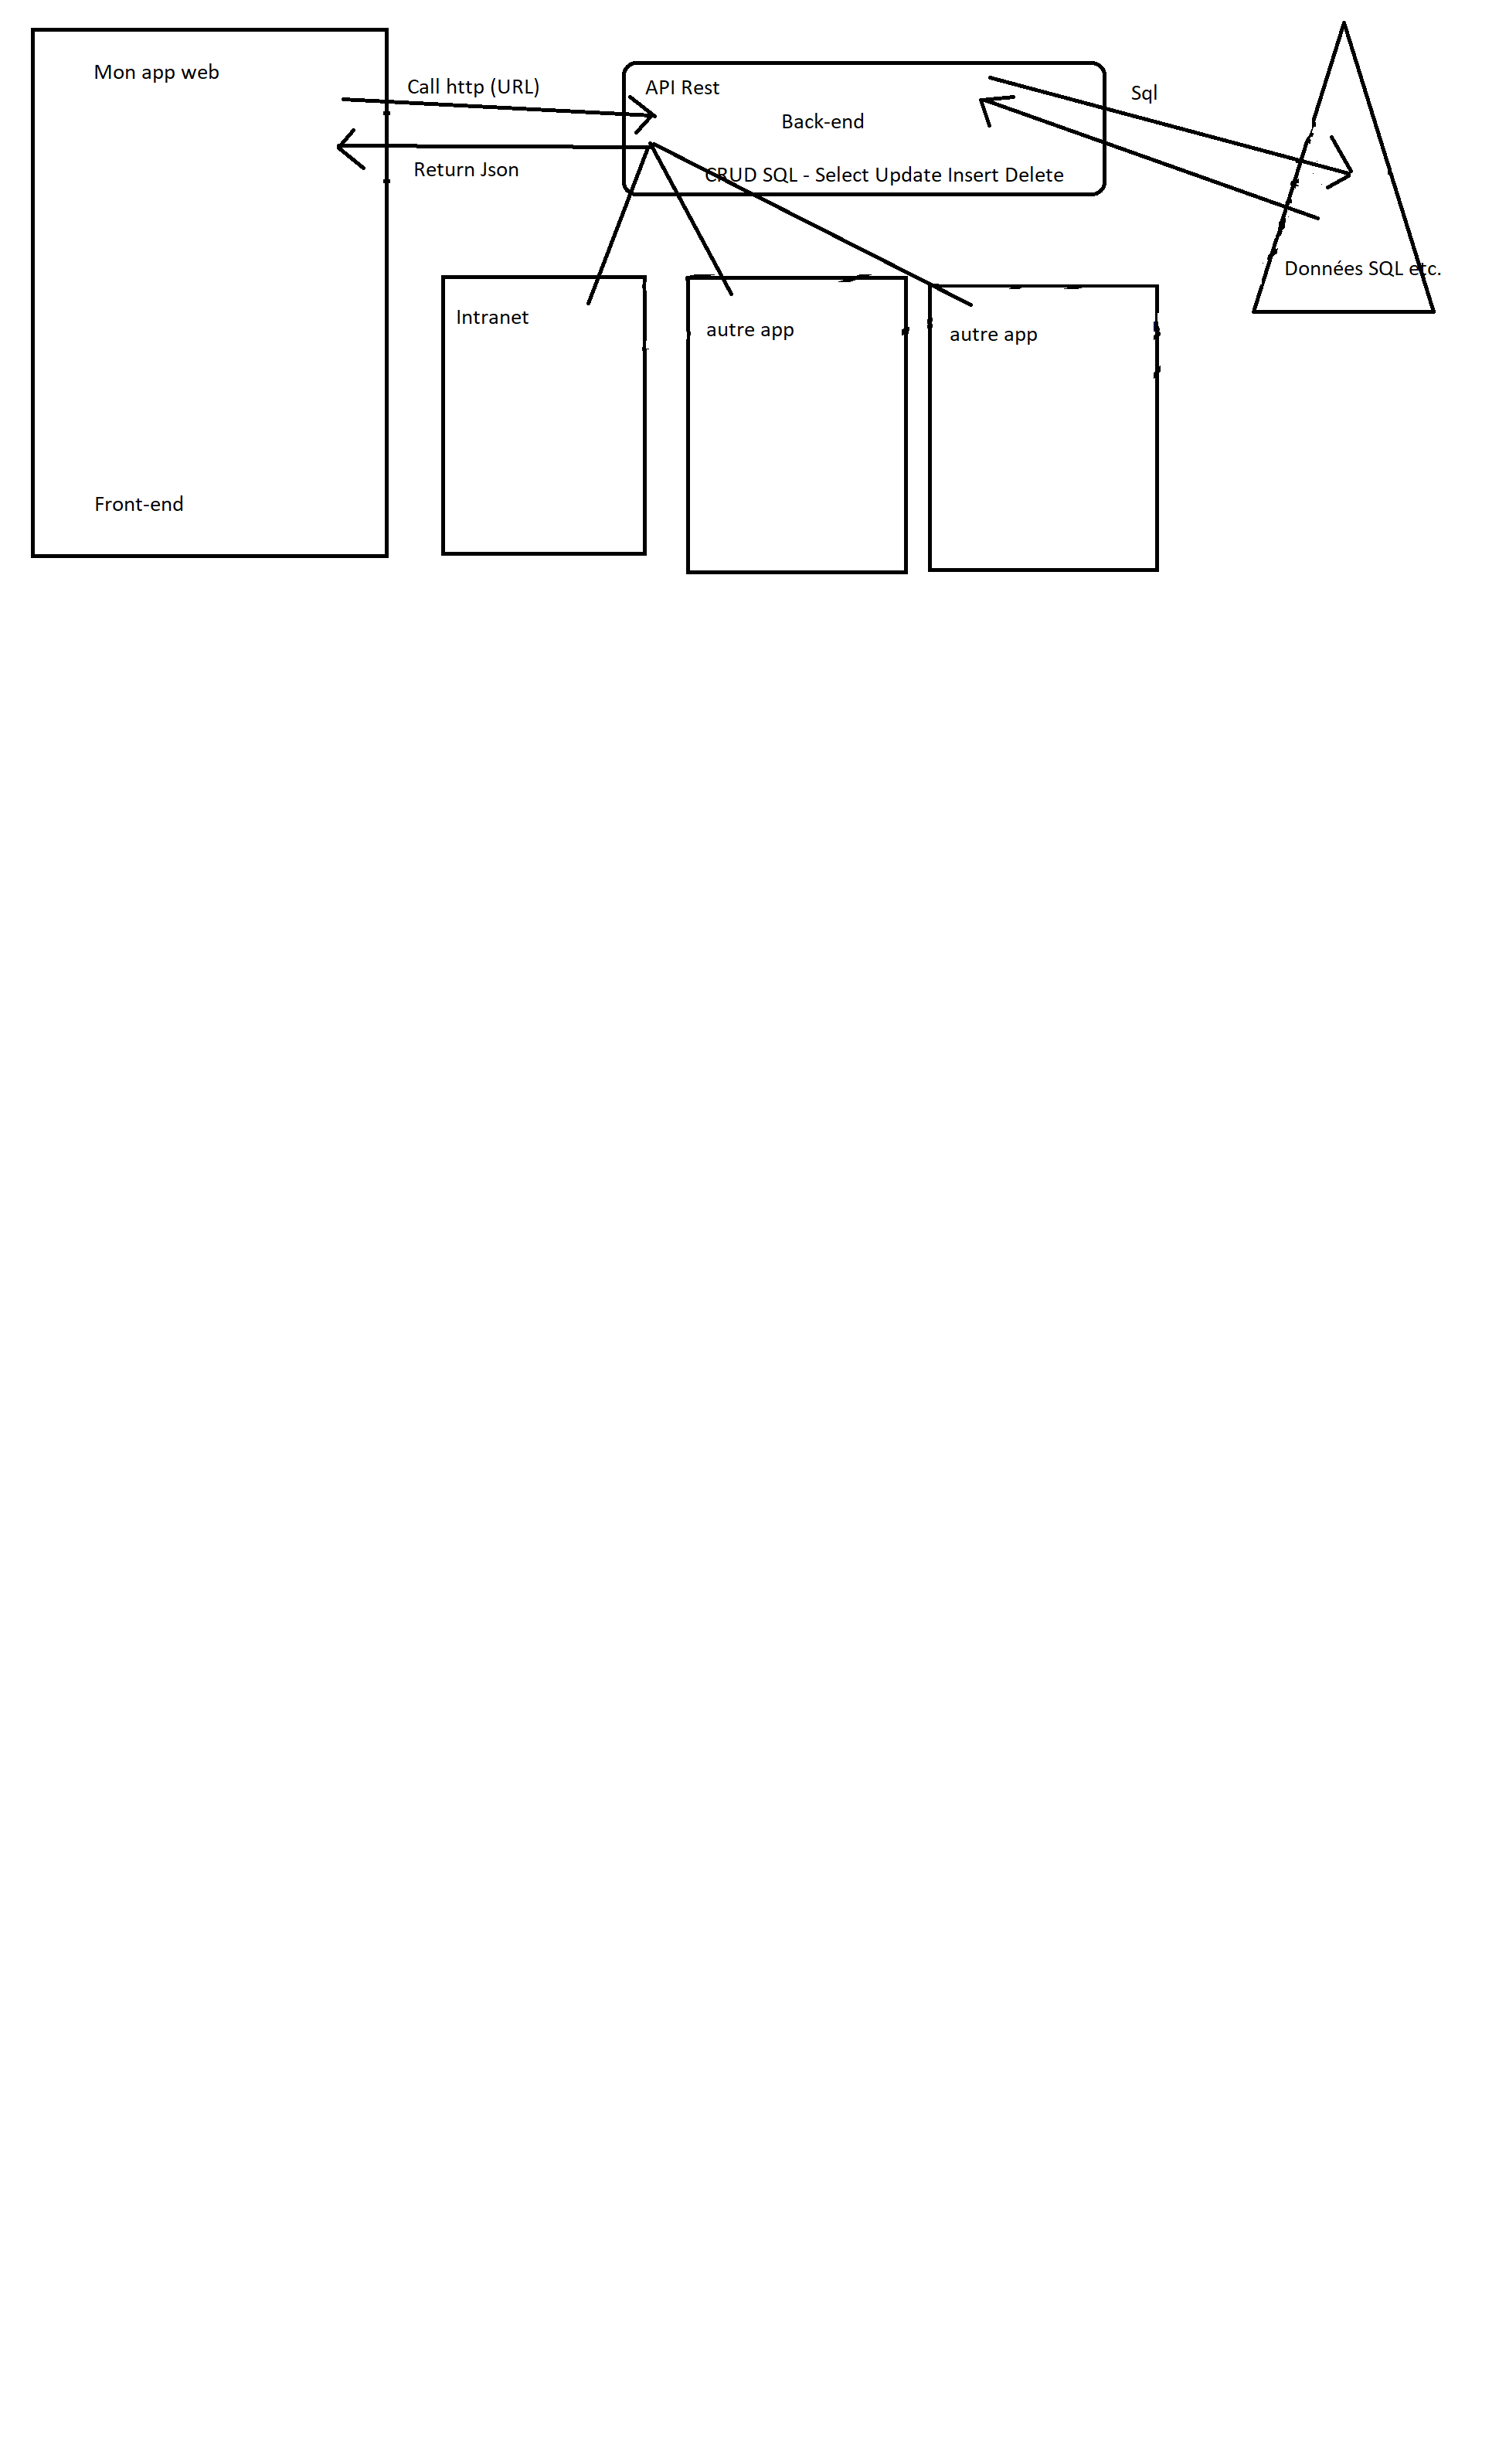 Mon app web
Call http (URL)
API Rest
Sql
Back-end
Return Json
CRUD SQL - Select Update Insert Delete
Données SQL etc.
Intranet
autre app
autre app
Front-end